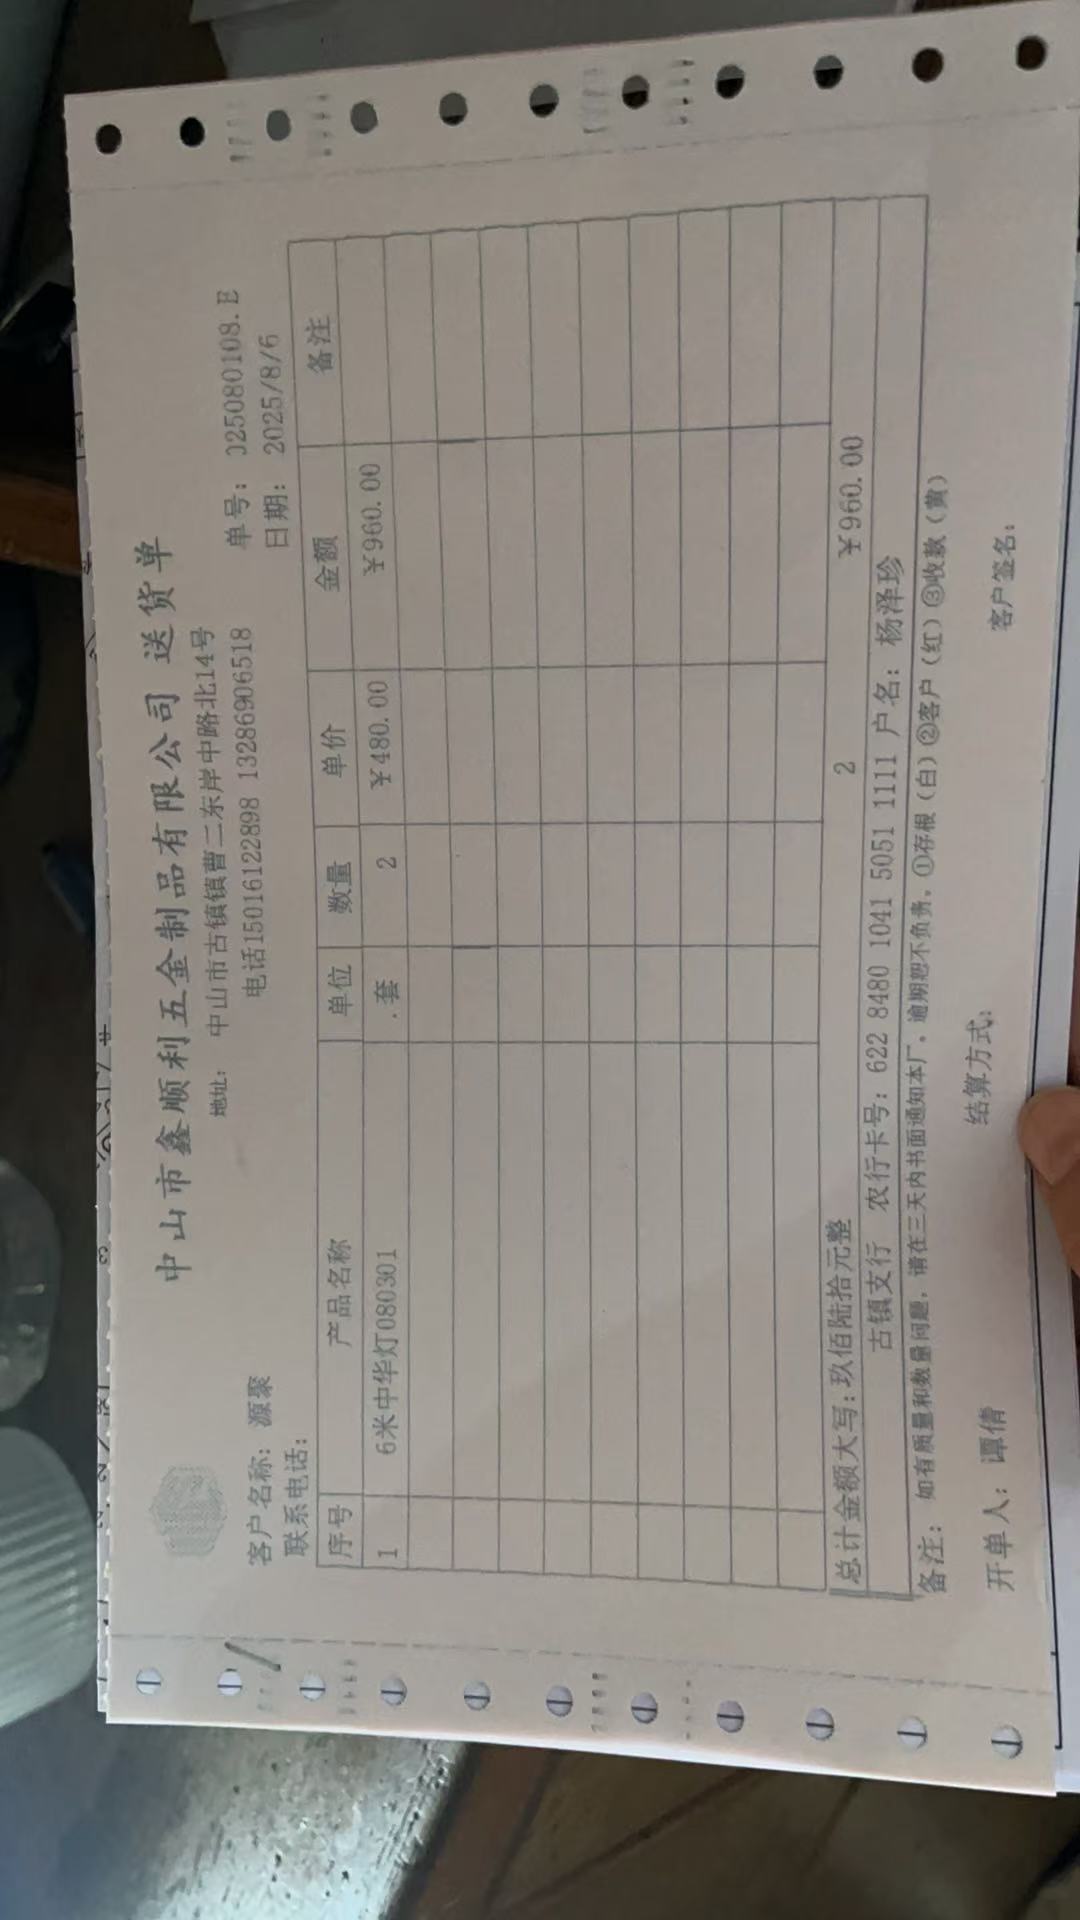 中山市鑫顺利五金制品有限公司 送货单
地址: 中山市古镇镇曹二东岸中路北14号
电话15016122898 13286906518
单号: 025080108.E
客户名称: 源聚
日期: 2025/8/6
联系电话:
序号 产品名称 单位 数量 单价 金额 备注
1 6米中华灯080301 .套 2 ¥480.00 ¥960.00
总计金额大写: 玖佰陆拾元整 2 ¥960.00
古镇支行 农行卡号: 622 8480 1041 5051 1111 户名: 杨泽珍
备注: 如有质量和数量问题, 请在三天内书面通知本厂, 逾期恕不负责。①存根(白)②客户(红)③收款(黄)
开单人: 谭倩 结算方式: 客户签名: